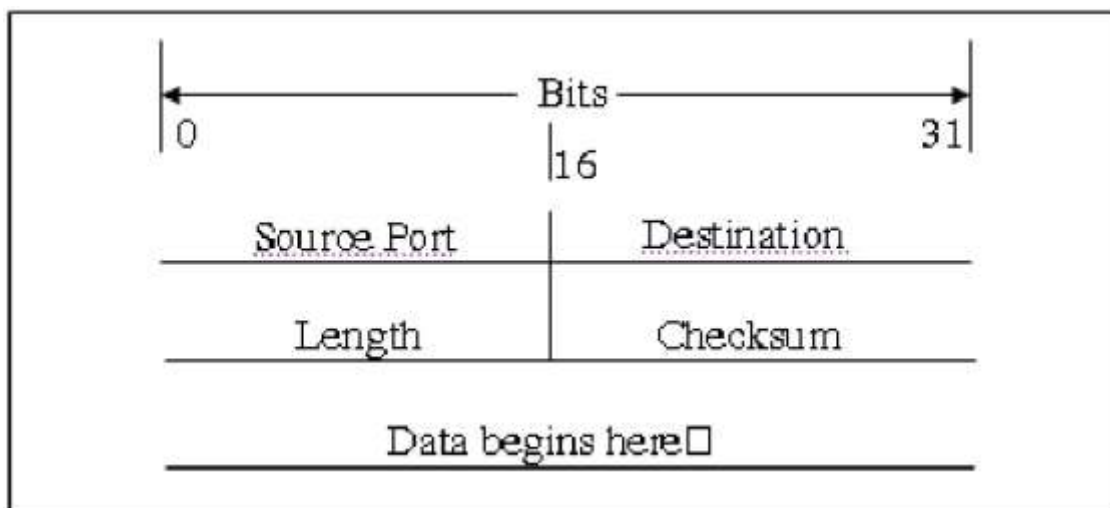 Bits
0
31
16
Source Port
Destination
Length
Checksum
Data begins here□